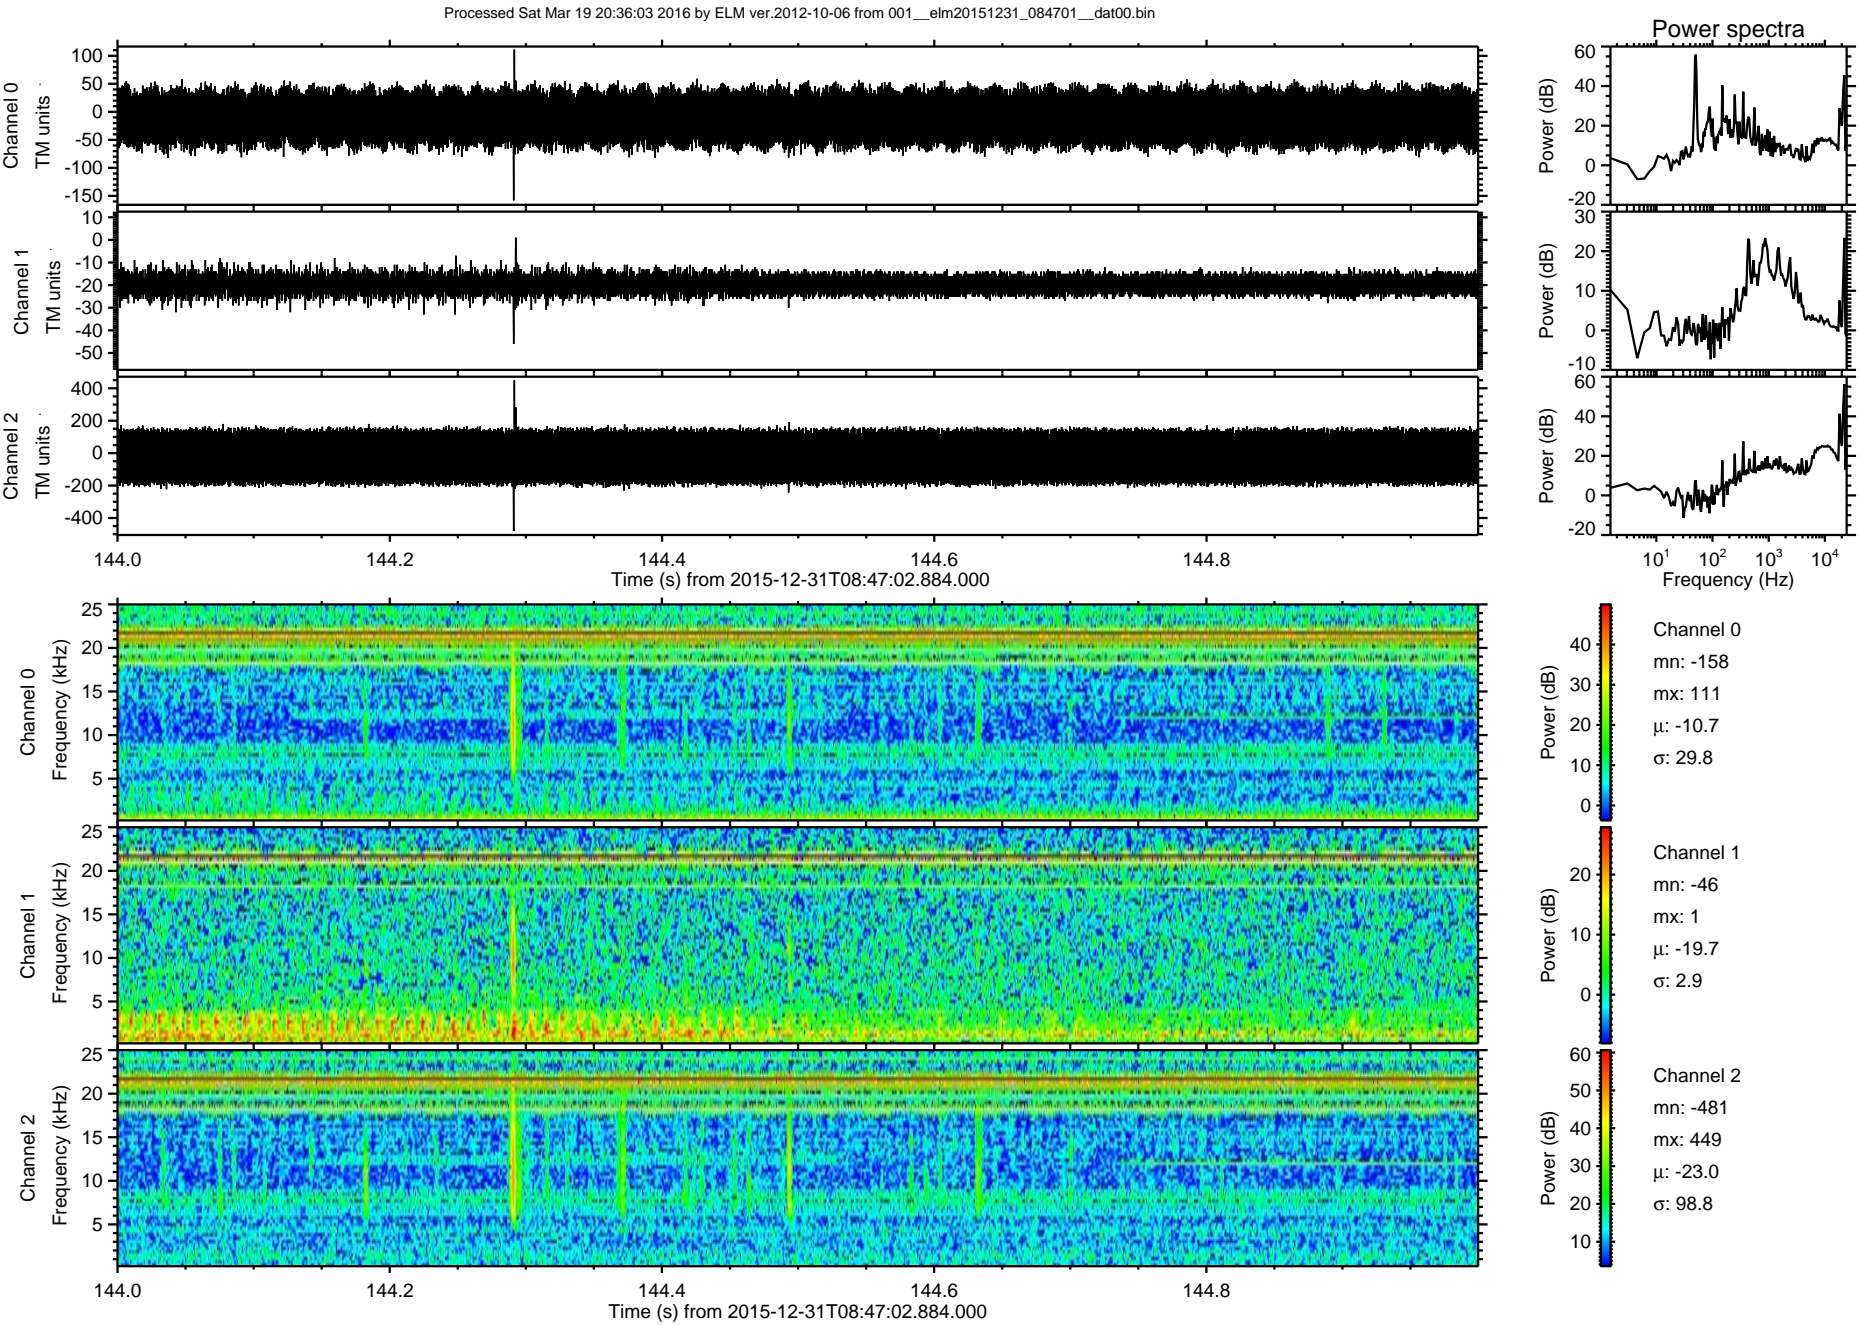 Processed Sat Mar 19 20:36:03 2016 by ELM ver.2012-10-06 from 001__elm20151231_084701__dat00.bin
Power spectra
Channel 0
TM units
100
50
0
-50
-100
-150
Power (dB)
60
40
20
0
-20
Channel 1
TM units
10
0
-10
-20
-30
-40
-50
Power (dB)
30
20
10
0
-10
Channel 2
TM units
400
200
0
-200
-400
Power (dB)
60
40
20
0
-20
144.0 144.2 144.4 144.6 144.8
Time (s) from 2015-12-31T08:47:02.884.000
10¹ 10² 10³ 10⁴
Frequency (Hz)
Channel 0
Frequency (kHz)
25
20
15
10
5
Power (dB)
40
30
20
10
0
Channel 0
mn: -158
mx: 111
µ: -10.7
σ: 29.8
Channel 1
Frequency (kHz)
25
20
15
10
5
Power (dB)
20
10
0
Channel 1
mn: -46
mx: 1
µ: -19.7
σ: 2.9
Channel 2
Frequency (kHz)
25
20
15
10
5
Power (dB)
60
50
40
30
20
10
Channel 2
mn: -481
mx: 449
µ: -23.0
σ: 98.8
144.0 144.2 144.4 144.6 144.8
Time (s) from 2015-12-31T08:47:02.884.000